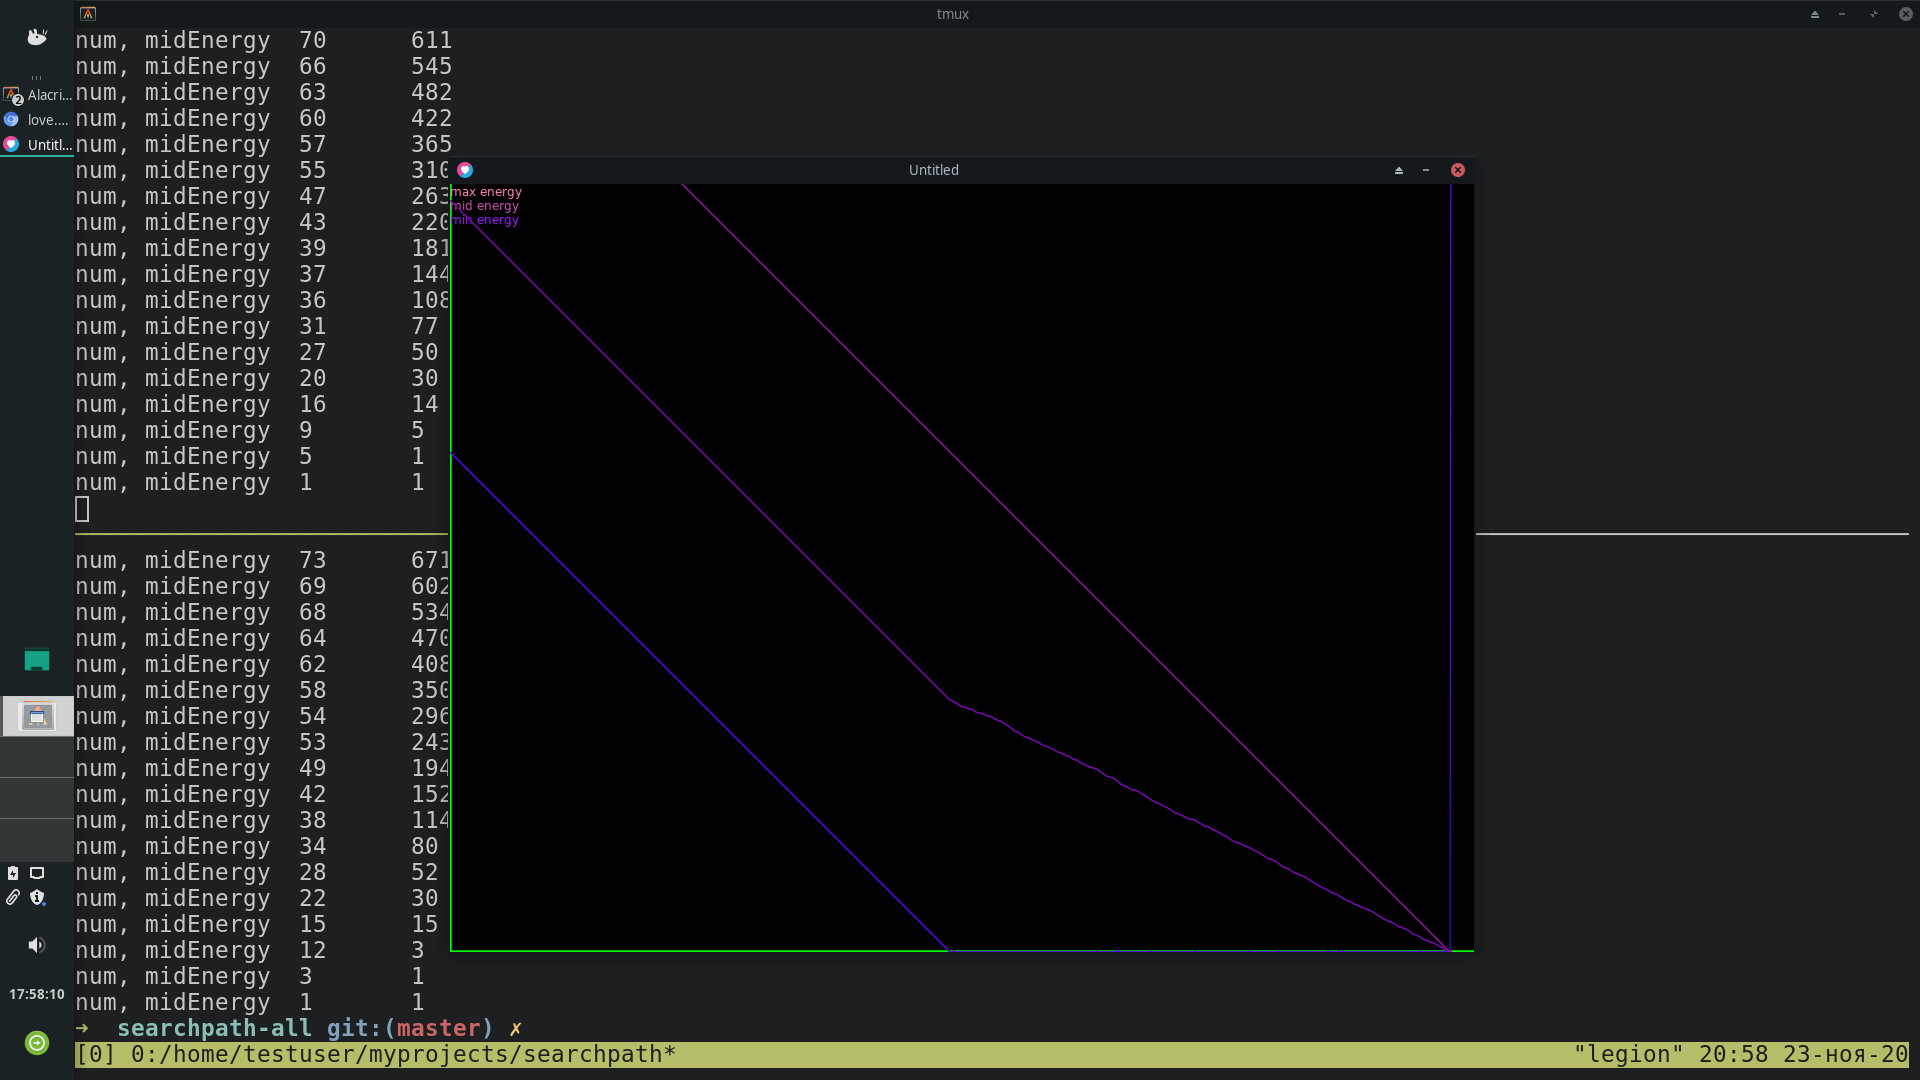 tmux
Alacri...
2
love....
Untitl...
17:58:10
num, midEnergy 70 611
num, midEnergy 66 545
num, midEnergy 63 482
num, midEnergy 60 422
num, midEnergy 57 365
num, midEnergy 55 310
num, midEnergy 47 263
num, midEnergy 43 220
num, midEnergy 39 181
num, midEnergy 37 144
num, midEnergy 36 108
num, midEnergy 31 77
num, midEnergy 27 50
num, midEnergy 20 30
num, midEnergy 16 14
num, midEnergy 9 5
num, midEnergy 5 1
num, midEnergy 1 1
Untitled
max energy
mid energy
min energy
num, midEnergy 73 671
num, midEnergy 69 602
num, midEnergy 68 534
num, midEnergy 64 470
num, midEnergy 62 408
num, midEnergy 58 350
num, midEnergy 54 296
num, midEnergy 53 243
num, midEnergy 49 194
num, midEnergy 42 152
num, midEnergy 38 114
num, midEnergy 34 80
num, midEnergy 28 52
num, midEnergy 22 30
num, midEnergy 15 15
num, midEnergy 12 3
num, midEnergy 3 1
num, midEnergy 1 1
→ searchpath-all git:(master) ✗
[0] 0:/home/testuser/myprojects/searchpath* "legion" 20:58 23-ноя-20